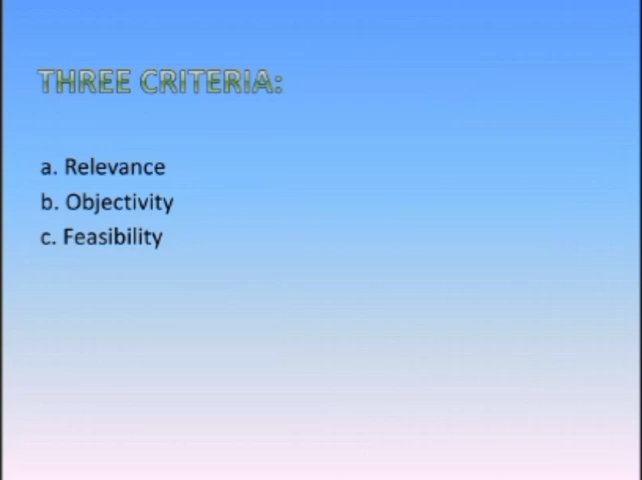 THREE CRITERIA:
a. Relevance
b. Objectivity
c. Feasibility